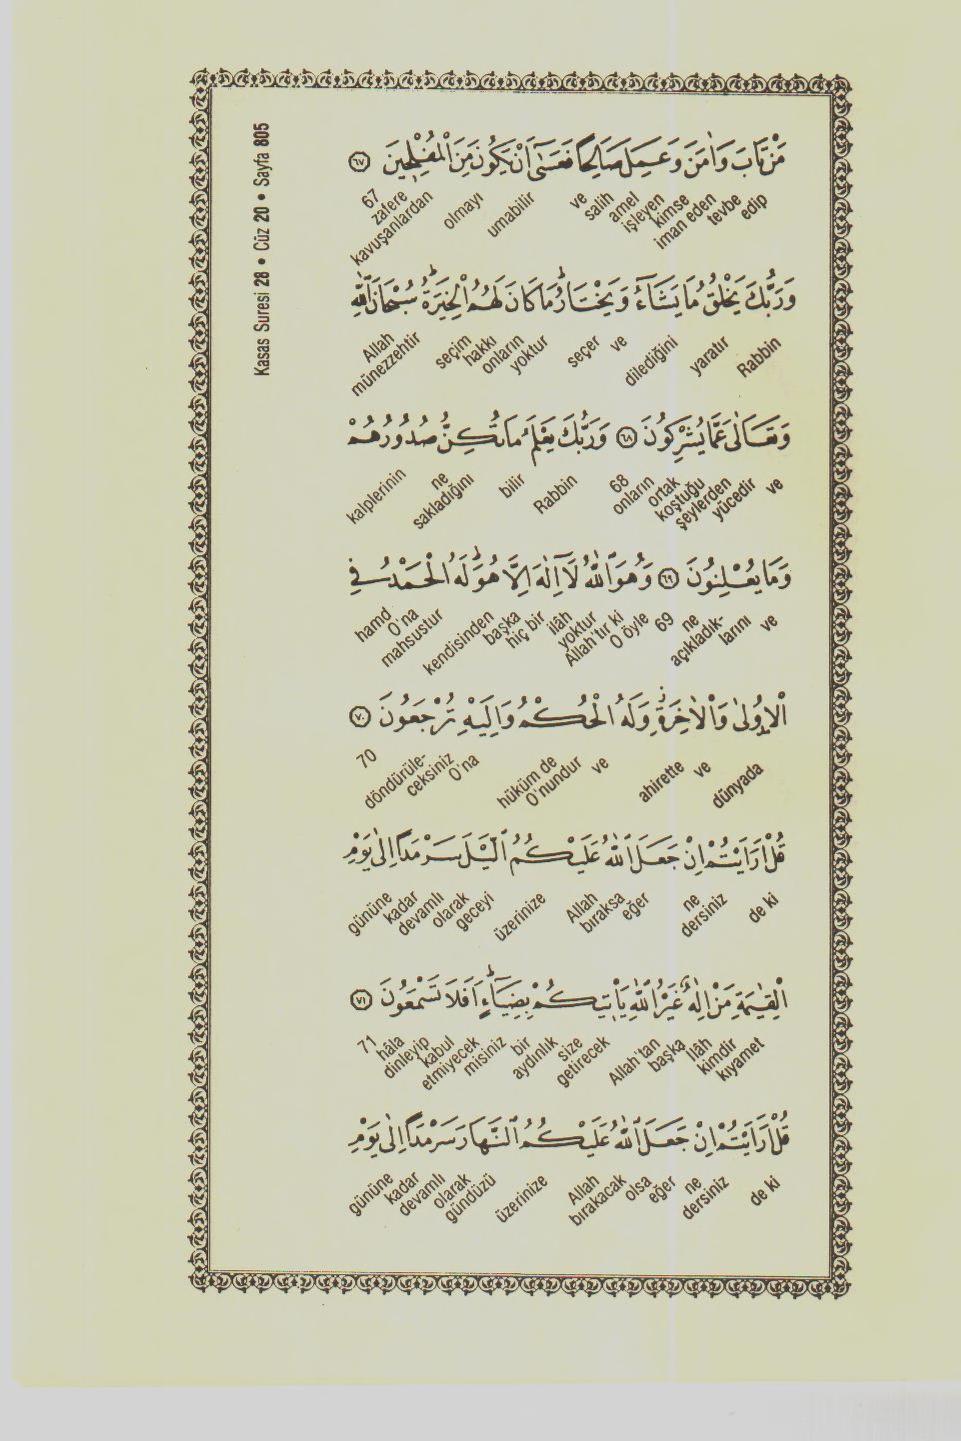 Kasas Suresi 28 • Cüz 20 • Sayfa 805
مَنْ تَابَ وَاٰمَنَ وَعَمِلَ صَالِحًا فَعَسٰٓى اَنْ يَكُونَ مِنَ الْمُفْلِح۪ينَ ﴿٦٧﴾
edip tevbe iman eden kimse işleyen amel salih ve umabilir olmayı kavuşanlardan zafere 67
وَرَبُّكَ يَخْلُقُ مَا يَشَٓاءُ وَيَخْتَارُۜ مَا كَانَ لَهُمُ الْخِيَرَةُۜ سُبْحَانَ اللّٰهِ
Rabbin yaratır dilediğini ve seçer yoktur onların hakkı seçim münezzehtir Allah
وَتَعَالٰى عَمَّا يُشْرِكُونَ ﴿٦٨﴾ وَرَبُّكَ يَعْلَمُ مَا تُكِنُّ صُدُورُهُمْ
ve yücedir şeylerden koştuğu ortak onların 68 Rabbin bilir sakladığını ne kalplerinin
وَمَا يُعْلِنُونَ ﴿٦٩﴾ وَهُوَ اللّٰهُ لَٓا اِلٰهَ اِلَّا هُوَۜ لَهُ الْحَمْدُ فِي
ve larını açıkladık- ne 69 O öyle Allah'tır ki yoktur ilâh hiç bir başka kendisinden mahsustur O'na hamd
الْاُو۫لٰى وَالْاٰخِرَةِۘ وَلَهُ الْحُكْمُ وَاِلَيْهِ تُرْجَعُونَ ﴿٧٠﴾
dünyada ve ahirette ve O'nundur hüküm de O'na ceksiniz döndürüle- 70
قُلْ اَرَاَيْتُمْ اِنْ جَعَلَ اللّٰهُ عَلَيْكُمُ الَّيْلَ سَرْمَدًا اِلٰى يَوْمِ
de ki dersiniz ne eğer bıraksa Allah üzerinize geceyi olarak devamlı kadar gününe
الْقِيٰمَةِ مَنْ اِلٰهٌ غَيْرُ اللّٰهِ يَأْت۪يكُمْ بِضِيَٓاءٍۜ اَفَلَا تَسْمَعُونَ ﴿٧١﴾
kıyamet kimdir İlâh başka Allah'tan getirecek size aydınlık bir misiniz etmiyecek kabul dinleyip hâla 71
قُلْ اَرَاَيْتُمْ اِنْ جَعَلَ اللّٰهُ عَلَيْكُمُ النَّهَارَ سَرْمَدًا اِلٰى يَوْمِ
de ki dersiniz ne eğer olsa bırakacak Allah üzerinize gündüzü olarak devamlı kadar gününe